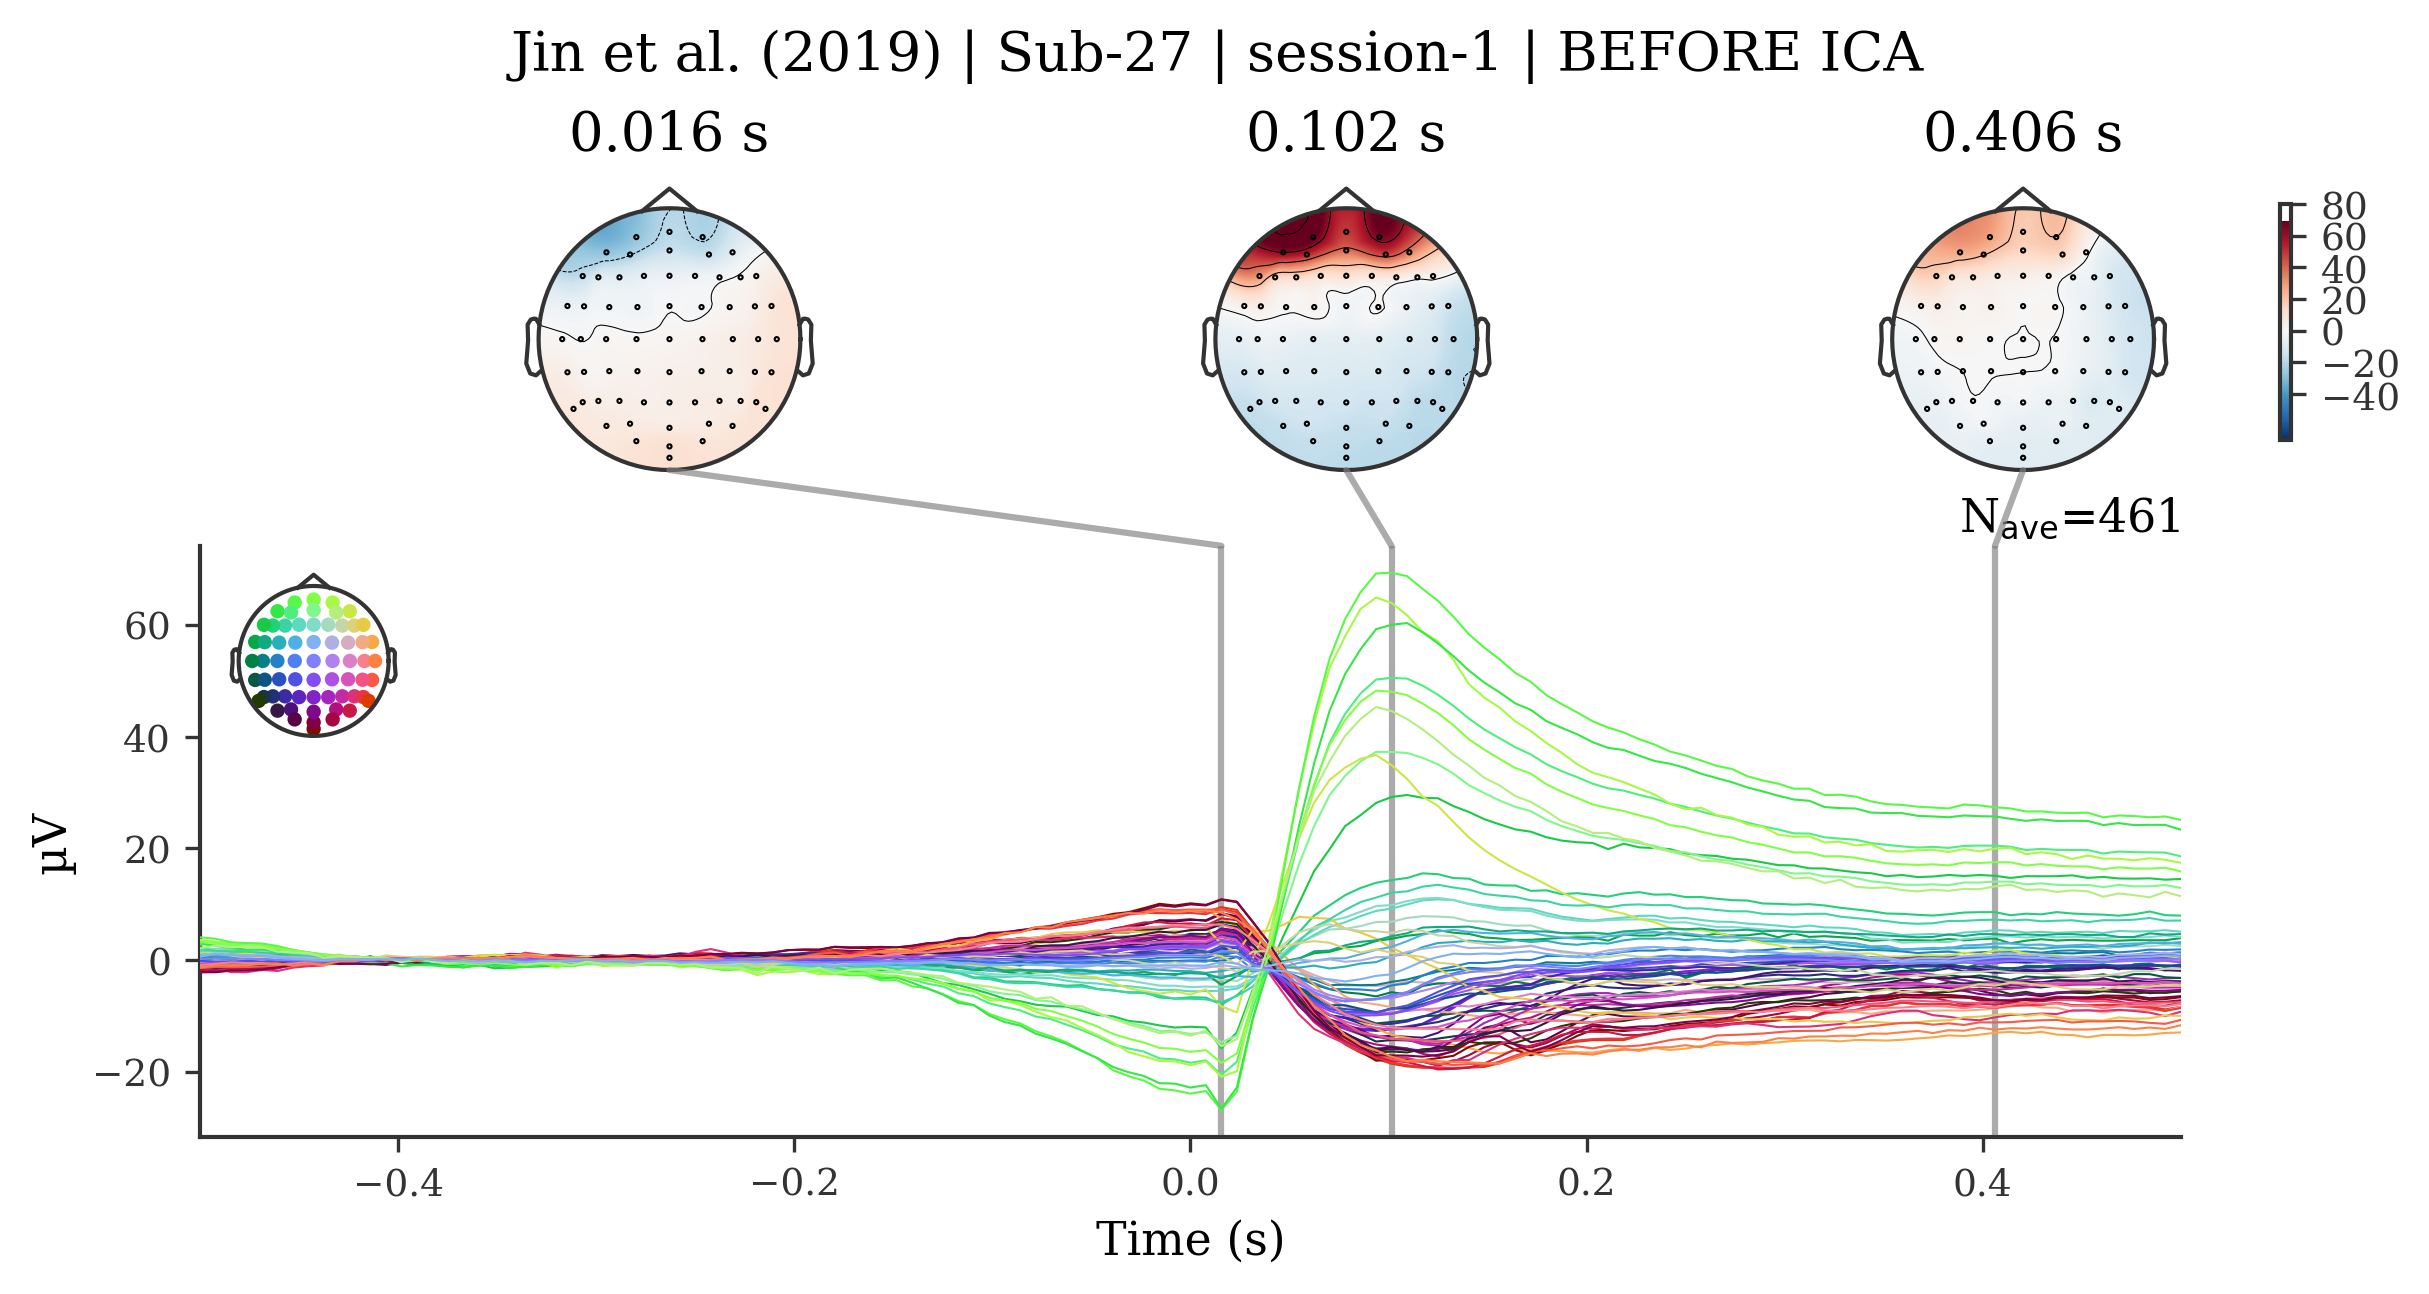 Jin et al. (2019) | Sub-27 | session-1 | BEFORE ICA
0.016 s
0.102 s
0.406 s
80
60
40
20
0
−20
−40
Nave=461
60
40
20
0
−20
µV
−0.4
−0.2
0.0
0.2
0.4
Time (s)